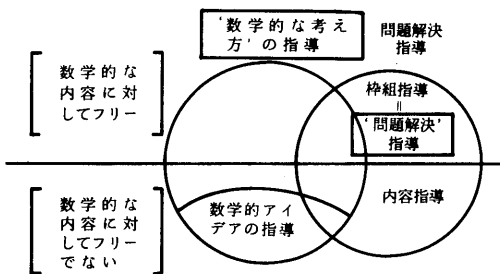 '数学的な考え
方'の指導
問題解決
指導
数学的な
内容に対
してフリー
枠組指導
=
'問題解決'
指導
数学的な
内容に対
してフリー
でない
数学的アイ
デアの指導
内容指導